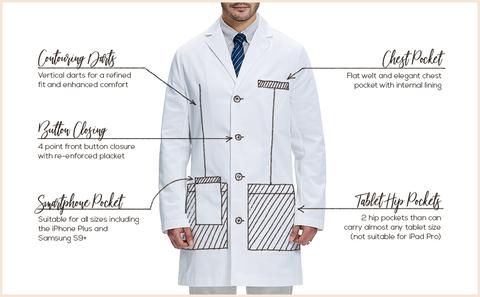 Contouring Darts
Vertical darts for a refined
fit and enhanced comfort
Chest Pocket
Flat welt and elegant chest
pocket with internal lining
Button Closing
4 point front button closure
with re-enforced placket
Smartphone Pocket
Suitable for all sizes including
the iPhone Plus and
Samsung S9+
Tablet Hip Pockets
2 hip pockets than can
carry almost any tablet size
(not suitable for iPad Pro)